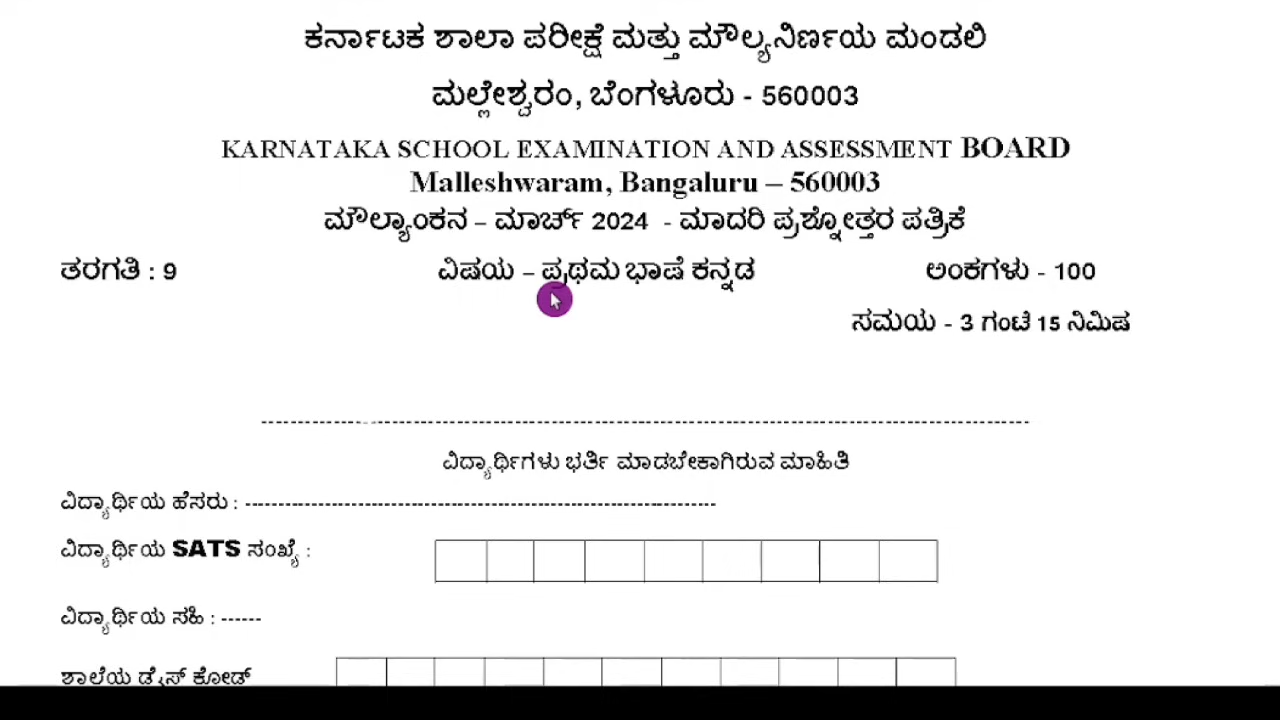 ಕರ್ನಾಟಕ ಶಾಲಾ ಪರೀಕ್ಷೆ ಮತ್ತು ಮೌಲ್ಯನಿರ್ಣಯ ಮಂಡಲಿ
ಮಲ್ಲೇಶ್ವರಂ, ಬೆಂಗಳೂರು - 560003
KARNATAKA SCHOOL EXAMINATION AND ASSESSMENT BOARD
Malleshwaram, Bangaluru – 560003
ಮೌಲ್ಯಾಂಕನ – ಮಾರ್ಚ್ 2024 - ಮಾದರಿ ಪ್ರಶ್ನೋತ್ತರ ಪತ್ರಿಕೆ
ತರಗತಿ : 9 ವಿಷಯ – ಪ್ರಥಮ ಭಾಷೆ ಕನ್ನಡ ಅಂಕಗಳು - 100
ಸಮಯ - 3 ಗಂಟೆ 15 ನಿಮಿಷ
ವಿದ್ಯಾರ್ಥಿಗಳು ಭರ್ತಿ ಮಾಡಬೇಕಾಗಿರುವ ಮಾಹಿತಿ
ವಿದ್ಯಾರ್ಥಿಯ ಹೆಸರು : ----------------------------------------------------------------------
ವಿದ್ಯಾರ್ಥಿಯ SATS ಸಂಖ್ಯೆ :
ವಿದ್ಯಾರ್ಥಿಯ ಸಹಿ : ------
ಶಾಲೆಯ ಡೈಸ್ ಕೋಡ್